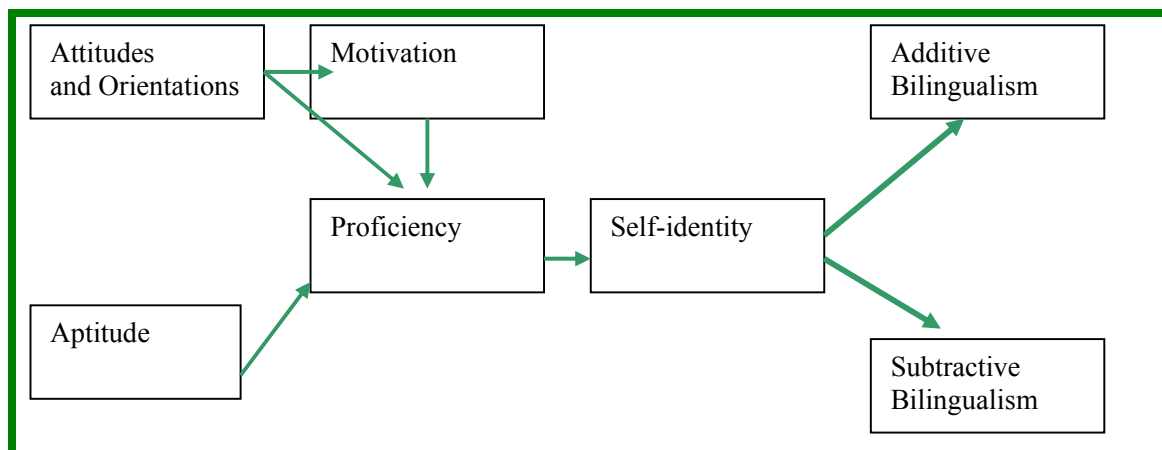 Attitudes
and Orientations
Motivation
Additive
Bilingualism
Proficiency
Self-identity
Aptitude
Subtractive
Bilingualism